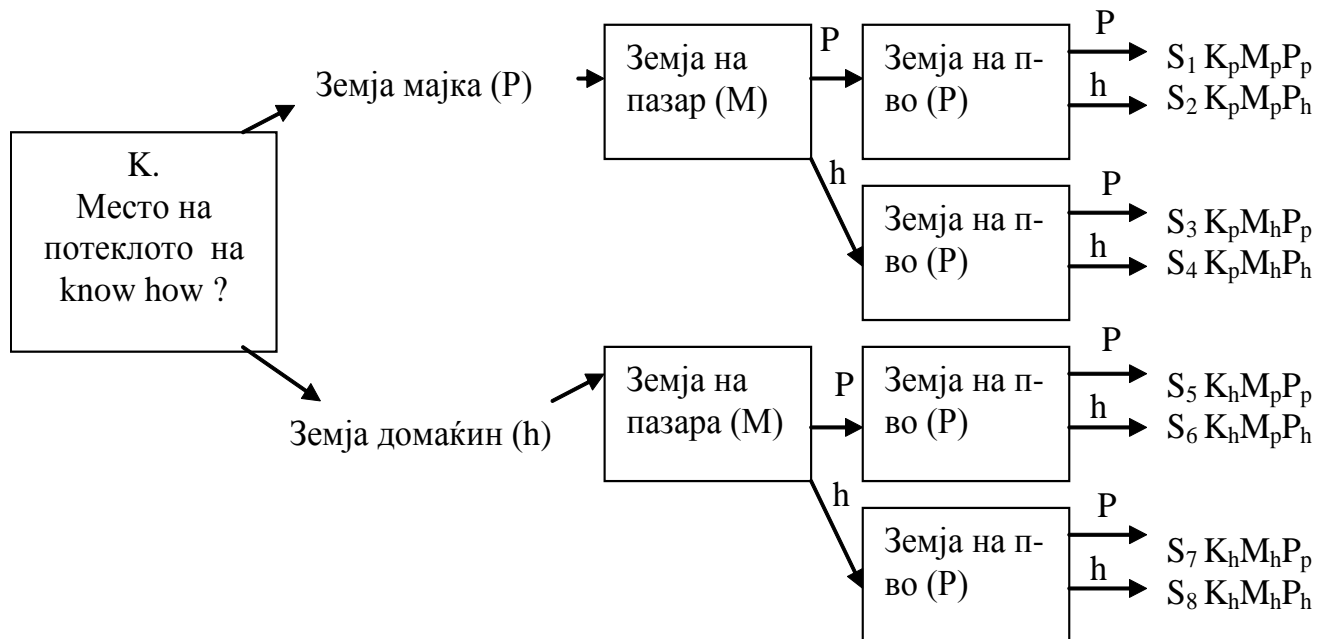 K.
Место на
потеклото на
know how ?
Земја мајка (P)
Земја домаќин (h)
Земја на
пазар (M)
P
h
Земја на п-
во (P)
P
h
S₁ KₚMₚPₚ
S₂ KₚMₚPₕ
Земја на п-
во (P)
P
h
S₃ KₚMₕPₚ
S₄ KₚMₕPₕ
Земја на
пазара (M)
P
h
Земја на п-
во (P)
P
h
S₅ KₕMₚPₚ
S₆ KₕMₚPₕ
Земја на п-
во (P)
P
h
S₇ KₕMₕPₚ
S₈ KₕMₕPₕ